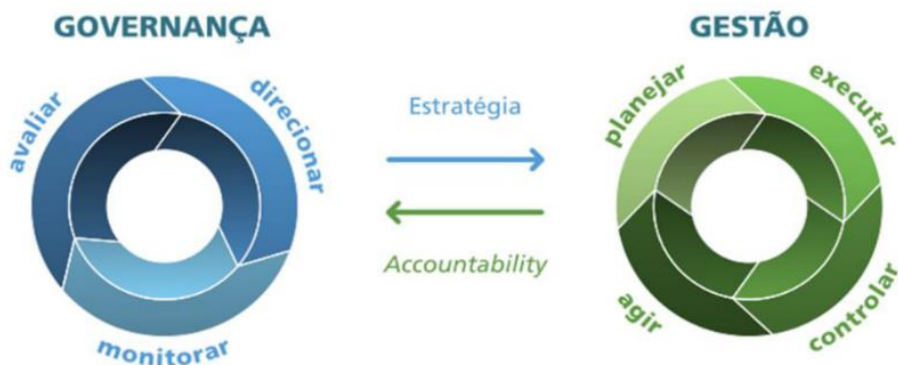 GOVERNANÇA
avaliar
direcionar
monitorar
Estratégia
Accountability
GESTÃO
planejar
executar
controlar
agir